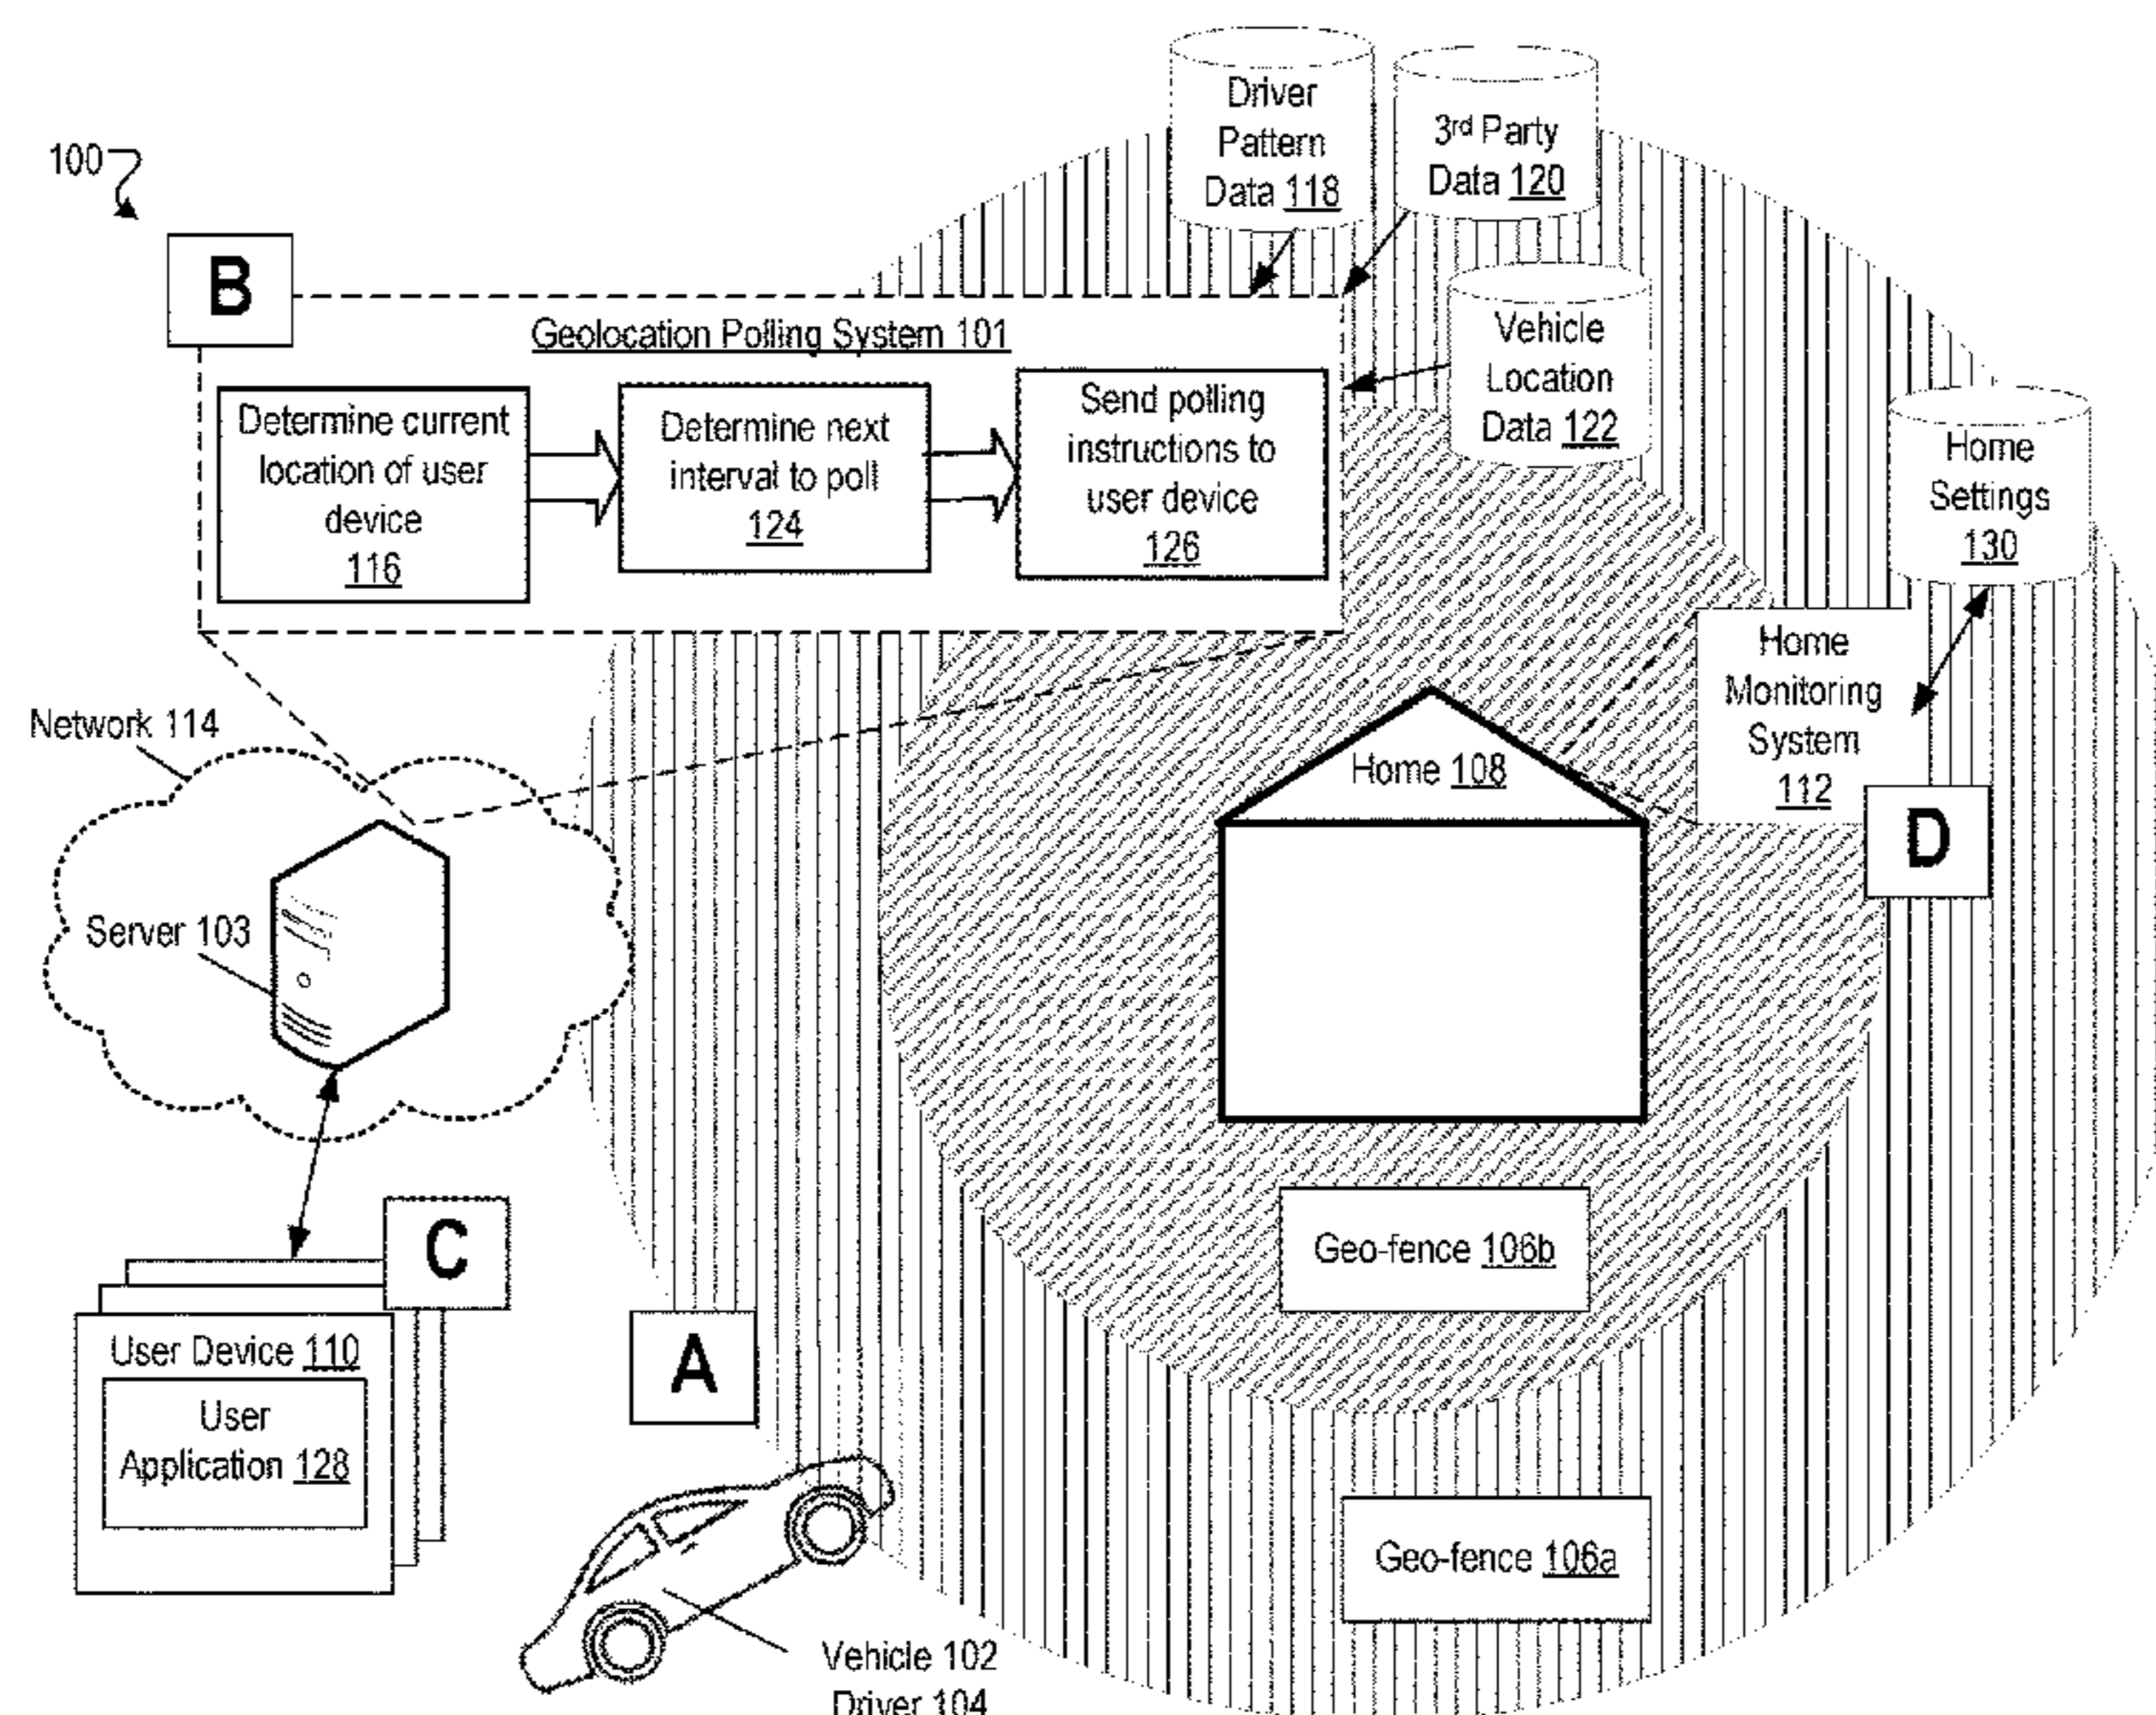 100
B
Driver
Pattern
Data 118
3rd Party
Data 120
Vehicle
Location
Data 122
Geolocation Polling System 101
Determine current
location of user
device
116
Determine next
interval to poll
124
Send polling
instructions to
user device
126
Home
Settings
130
Home
Monitoring
System
112
D
Network 114
Server 103
Home 108
C
User Device 110
User
Application 128
A
Geo-fence 106b
Geo-fence 106a
Vehicle 102
Driver 104